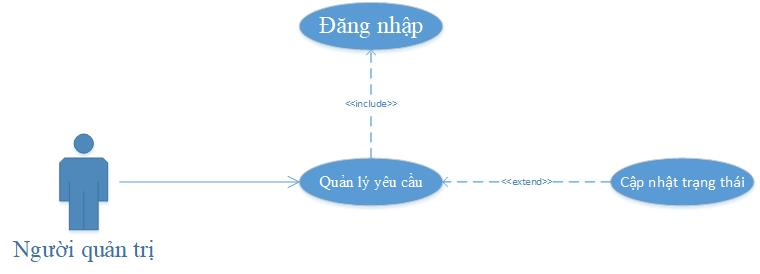 Đăng nhập
<<include>>
Quản lý yêu cầu
<<extend>>
Cập nhật trạng thái
Người quản trị